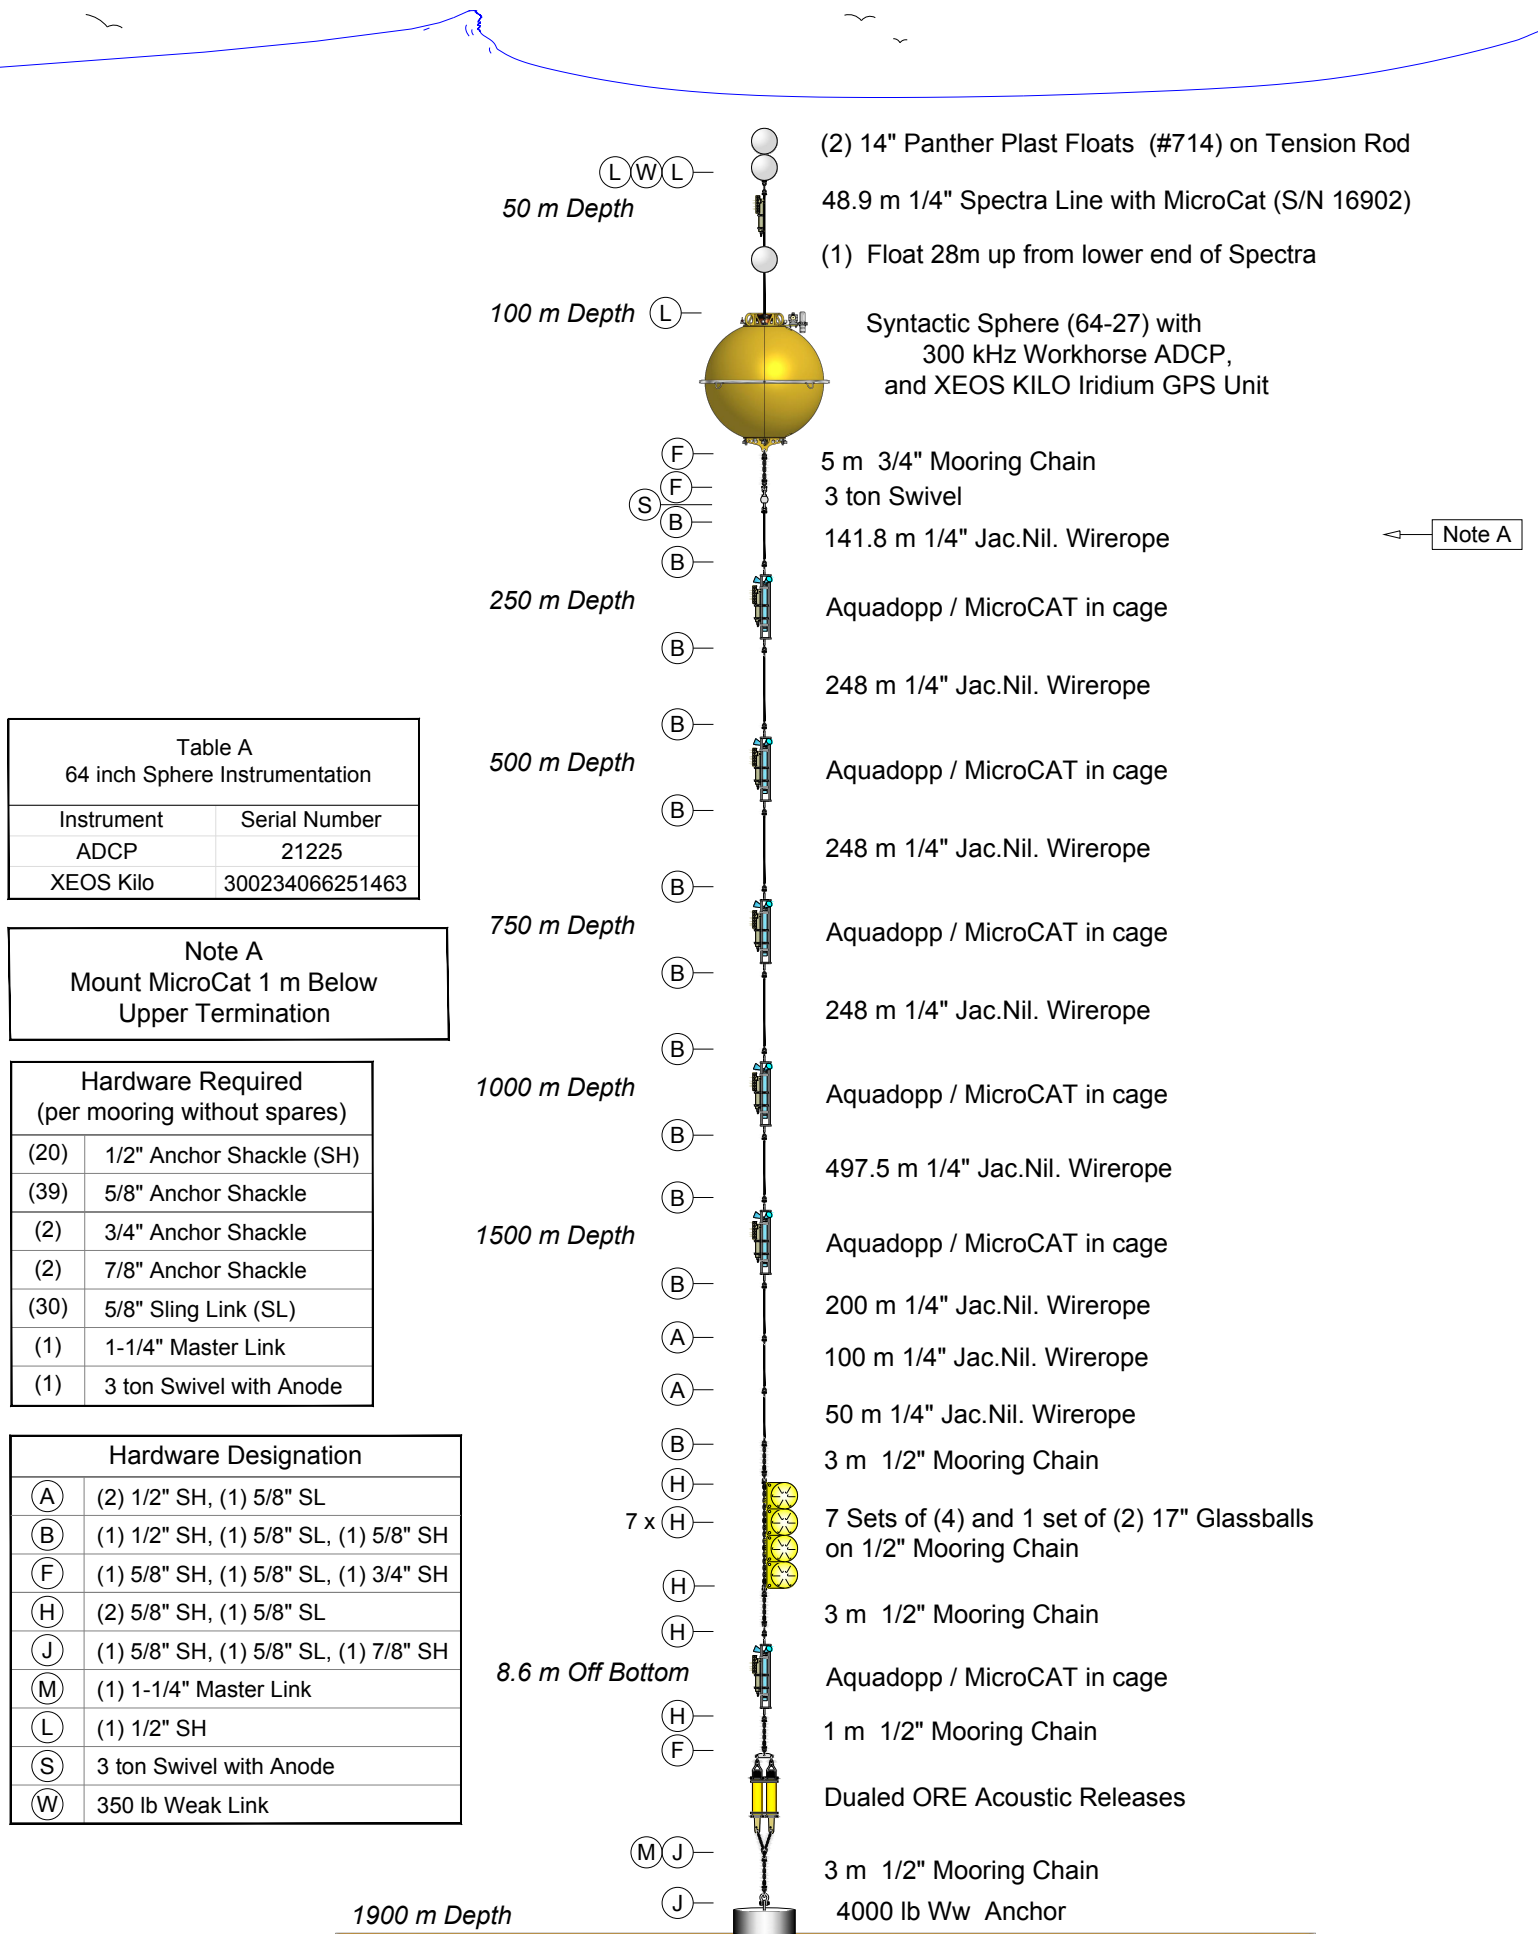 (2) 14" Panther Plast Floats (#714) on Tension Rod
L W L
50 m Depth
48.9 m 1/4" Spectra Line with MicroCat (S/N 16902)
(1) Float 28m up from lower end of Spectra
100 m Depth L
Syntactic Sphere (64-27) with
300 kHz Workhorse ADCP,
and XEOS KILO Iridium GPS Unit
F
5 m 3/4" Mooring Chain
F
S
3 ton Swivel
B
141.8 m 1/4" Jac.Nil. Wirerope
Note A
B
250 m Depth
Aquadopp / MicroCAT in cage
B
248 m 1/4" Jac.Nil. Wirerope
B
500 m Depth
Aquadopp / MicroCAT in cage
B
248 m 1/4" Jac.Nil. Wirerope
B
750 m Depth
Aquadopp / MicroCAT in cage
B
248 m 1/4" Jac.Nil. Wirerope
B
1000 m Depth
Aquadopp / MicroCAT in cage
B
497.5 m 1/4" Jac.Nil. Wirerope
B
1500 m Depth
Aquadopp / MicroCAT in cage
B
200 m 1/4" Jac.Nil. Wirerope
A
100 m 1/4" Jac.Nil. Wirerope
A
50 m 1/4" Jac.Nil. Wirerope
B
3 m 1/2" Mooring Chain
H
7 x H
7 Sets of (4) and 1 set of (2) 17" Glassballs
on 1/2" Mooring Chain
H
3 m 1/2" Mooring Chain
H
8.6 m Off Bottom
Aquadopp / MicroCAT in cage
H
1 m 1/2" Mooring Chain
F
Dualed ORE Acoustic Releases
M J
3 m 1/2" Mooring Chain
J
4000 lb Ww Anchor
1900 m Depth
Table A
64 inch Sphere Instrumentation
Instrument Serial Number
ADCP 21225
XEOS Kilo 300234066251463
Note A
Mount MicroCat 1 m Below
Upper Termination
Hardware Required
(per mooring without spares)
(20) 1/2" Anchor Shackle (SH)
(39) 5/8" Anchor Shackle
(2) 3/4" Anchor Shackle
(2) 7/8" Anchor Shackle
(30) 5/8" Sling Link (SL)
(1) 1-1/4" Master Link
(1) 3 ton Swivel with Anode
Hardware Designation
A (2) 1/2" SH, (1) 5/8" SL
B (1) 1/2" SH, (1) 5/8" SL, (1) 5/8" SH
F (1) 5/8" SH, (1) 5/8" SL, (1) 3/4" SH
H (2) 5/8" SH, (1) 5/8" SL
J (1) 5/8" SH, (1) 5/8" SL, (1) 7/8" SH
M (1) 1-1/4" Master Link
L (1) 1/2" SH
S 3 ton Swivel with Anode
W 350 lb Weak Link